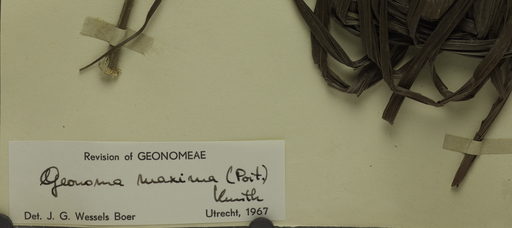 Revision of GEONOMEAE
Geonoma maxima (Poit.)
Kunth
Det. J. G. Wessels Boer Utrecht, 1967